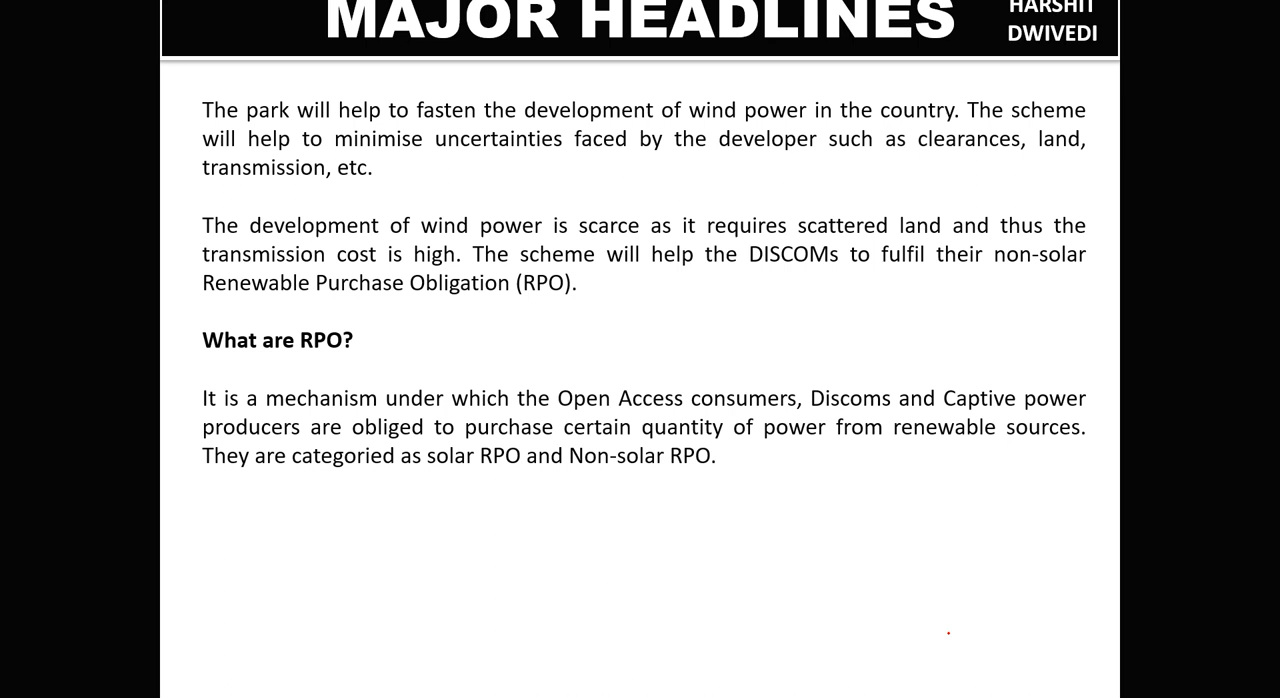 MAJOR HEADLINES
HARSHIT
DWIVEDI
The park will help to fasten the development of wind power in the country. The scheme
will help to minimise uncertainties faced by the developer such as clearances, land,
transmission, etc.
The development of wind power is scarce as it requires scattered land and thus the
transmission cost is high. The scheme will help the DISCOMs to fulfil their non-solar
Renewable Purchase Obligation (RPO).
What are RPO?
It is a mechanism under which the Open Access consumers, Discoms and Captive power
producers are obliged to purchase certain quantity of power from renewable sources.
They are categoried as solar RPO and Non-solar RPO.